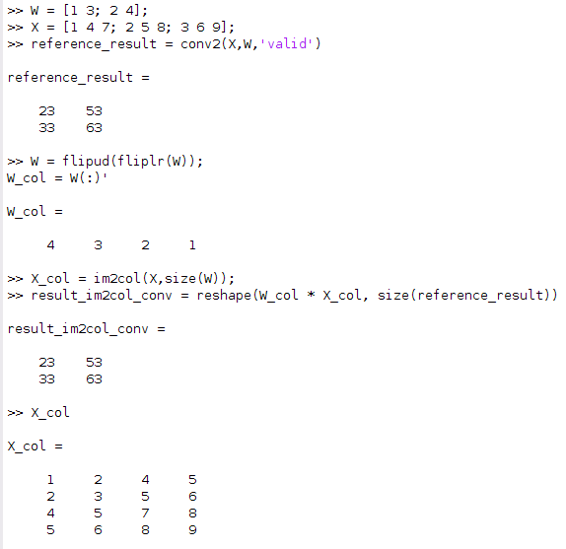 >> W = [1 3; 2 4];
>> X = [1 4 7; 2 5 8; 3 6 9];
>> reference_result = conv2(X,W,'valid')
reference_result =
23 53
33 63
>> W = flipud(fliplr(W));
W_col = W(:)'
W_col =
4 3 2 1
>> X_col = im2col(X,size(W));
>> result_im2col_conv = reshape(W_col * X_col, size(reference_result))
result_im2col_conv =
23 53
33 63
>> X_col
X_col =
1 2 4 5
2 3 5 6
4 5 7 8
5 6 8 9